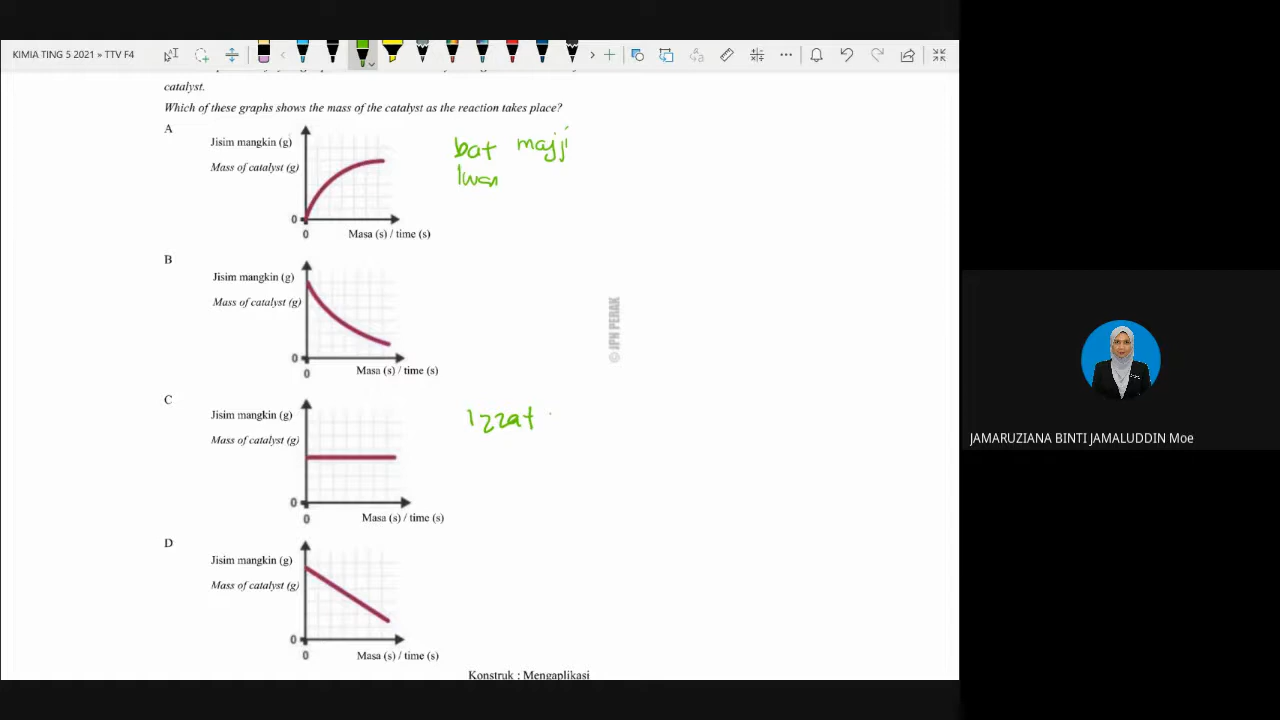 KIMIA TING 5 2021 » TTV F4
catalyst.
Which of these graphs shows the mass of the catalyst as the reaction takes place?
A
Jisim mangkin (g)
Mass of catalyst (g)
0
0
Masa (s) / time (s)
bat majji
Iwan
B
Jisim mangkin (g)
Mass of catalyst (g)
0
0
Masa (s) / time (s)
© JPN PERAK
C
Jisim mangkin (g)
Mass of catalyst (g)
0
0
Masa (s) / time (s)
Izzat
D
Jisim mangkin (g)
Mass of catalyst (g)
0
0
Masa (s) / time (s)
Konstruk : Mengaplikasi
JAMARUZIANA BINTI JAMALUDDIN Moe